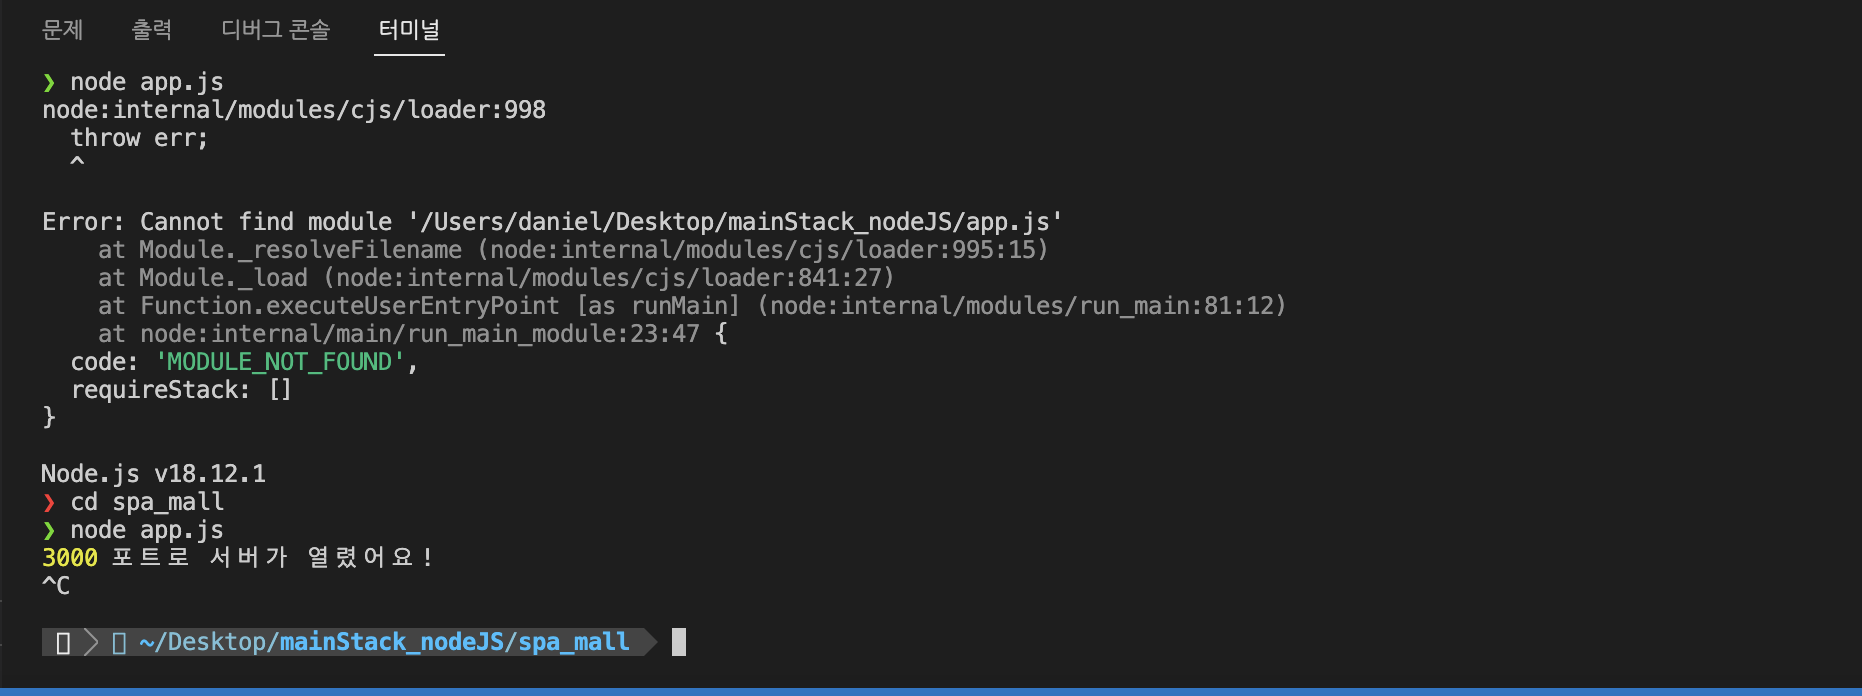 문제 출력 디버그 콘솔 터미널
❯ node app.js
node:internal/modules/cjs/loader:998
  throw err;
  ^

Error: Cannot find module '/Users/daniel/Desktop/mainStack_nodeJS/app.js'
    at Module._resolveFilename (node:internal/modules/cjs/loader:995:15)
    at Module._load (node:internal/modules/cjs/loader:841:27)
    at Function.executeUserEntryPoint [as runMain] (node:internal/modules/run_main:81:12)
    at node:internal/main/run_main_module:23:47 {
  code: 'MODULE_NOT_FOUND',
  requireStack: []
}

Node.js v18.12.1
❯ cd spa_mall
❯ node app.js
3000 포트로 서버가 열렸어요!
^C

~/Desktop/mainStack_nodeJS/spa_mall